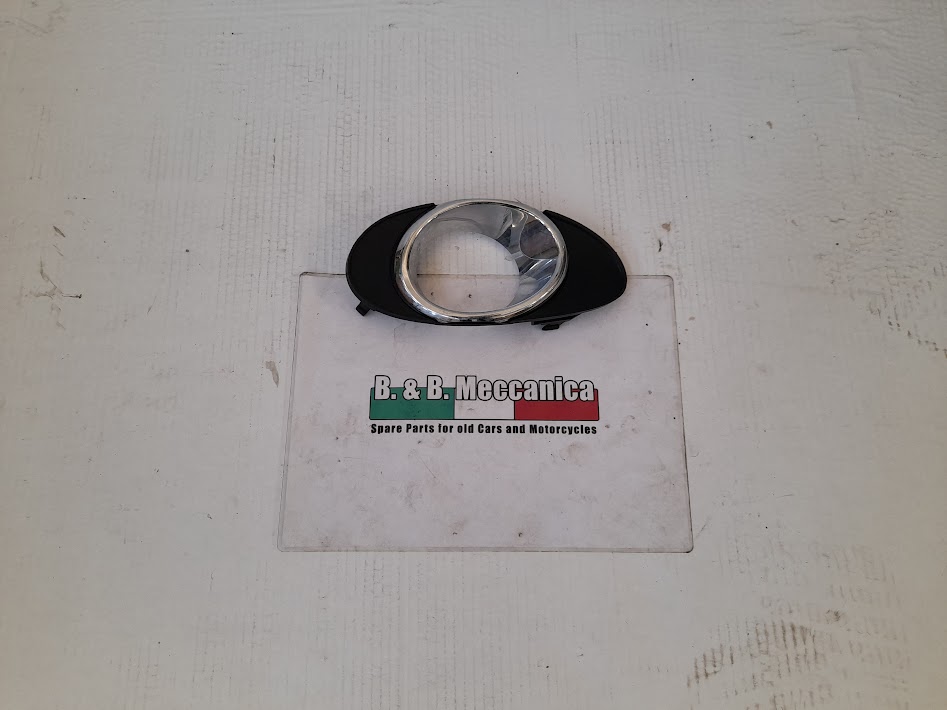 B. & B. Meccanica
Spare Parts for old Cars and Motorcycles